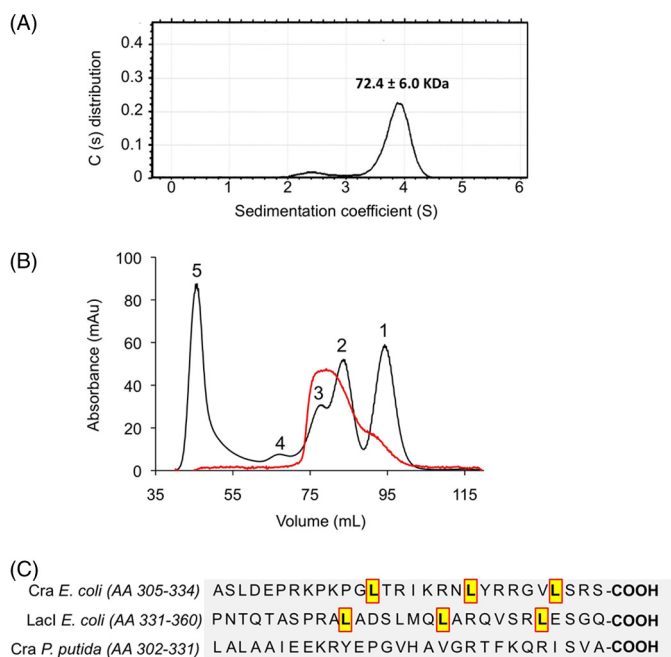 (A)
C (s) distribution
0.4
0.3
0.2
0.1
0
72.4 ± 6.0 KDa
0 1 2 3 4 5 6
Sedimentation coefficient (S)
(B)
Absorbance (mAu)
100
80
60
40
20
0
5
4
3
2
1
35 55 75 95 115
Volume (mL)
(C)
Cra E. coli (AA 305-334) ASLDEPRKPKPGLTRIKRNLYRRGVLSRS-COOH
LacI E. coli (AA 331-360) PNTQTASPRALADSLMQLARQVSRLESGQ-COOH
Cra P. putida (AA 302-331) LALAAIEEKRYEPGVHAVGRTFKQRISVA-COOH